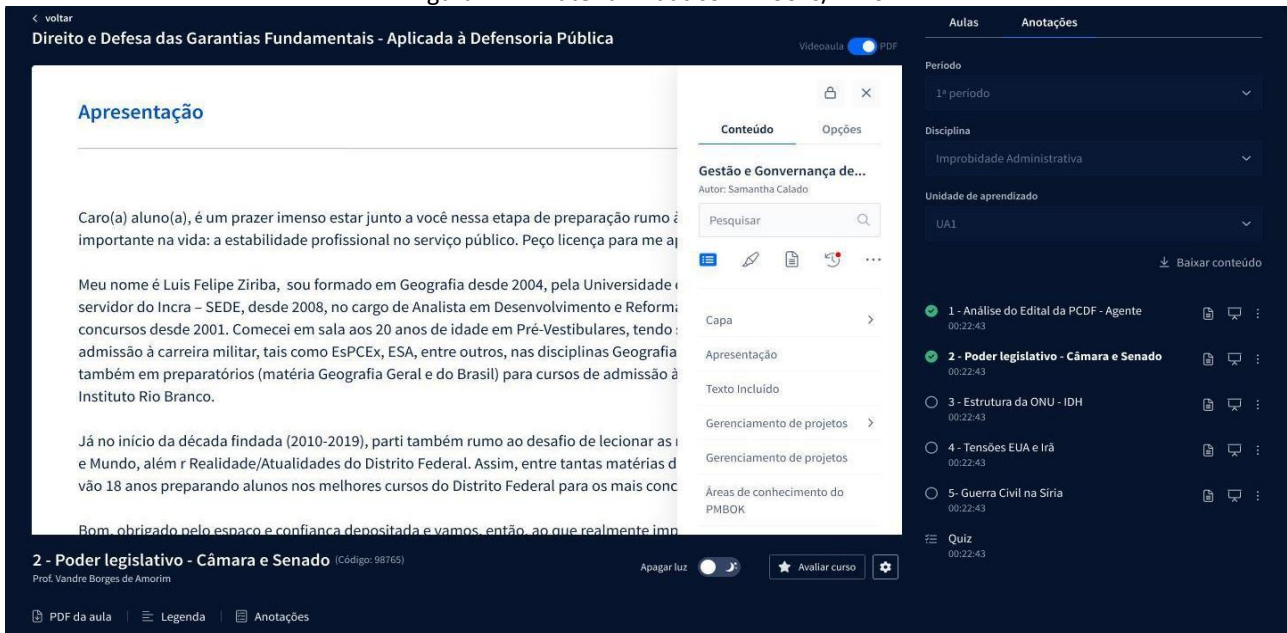 voltar
Direito e Defesa das Garantias Fundamentais - Aplicada à Defensoria Pública
Videoaula PDF
Apresentação
Caro(a) aluno(a), é um prazer imenso estar junto a você nessa etapa de preparação rumo
importante na vida: a estabilidade profissional no serviço público. Peço licença para me
Meu nome é Luis Felipe Ziriba, sou formado em Geografia desde 2004, pela Universidade
servidor do Incra – SEDE, desde 2008, no cargo de Analista em Desenvolvimento e
concursos desde 2001. Comecei em sala aos 20 anos de idade em Pré-Vestibulares, tendo
admissão à carreira militar, tais como EsPCEx, ESA, entre outros, nas disciplinas Geografia
também em preparatórios (matéria Geografia Geral e do Brasil) para cursos de admissão à
Instituto Rio Branco.
Já no início da década findada (2010-2019), parti também rumo ao desafio de lecionar as
e Mundo, além r Realidade/Atualidades do Distrito Federal. Assim, entre tantas matérias
vão 18 anos preparando alunos nos melhores cursos do Distrito Federal para os mais
Bom, obrigado pelo espaço e confiança depositada e vamos, então, ao que realmente
Conteúdo Opções
Gestão e Gonvernança de...
Autor: Samantha Calado
Pesquisar
Capa
Apresentação
Texto Incluído
Gerenciamento de projetos
Gerenciamento de projetos
Áreas de conhecimento do
PMBOK
2 - Poder legislativo - Câmara e Senado (Código: 98765)
Prof. Vandre Borges de Amorim
Apagar luz
Avaliar curso
PDF da aula
Legenda
Anotações
Aulas Anotações
Período
1º período
Disciplina
Improbidade Administrativa
Unidade de aprendizado
UA1
Baixar conteúdo
1 - Análise do Edital da PCDF - Agente
00:22:43
2 - Poder legislativo - Câmara e Senado
00:22:43
3 - Estrutura da ONU - IDH
00:22:43
4 - Tensões EUA e Irã
00:22:43
5- Guerra Civil na Síria
00:22:43
Quiz
00:22:43